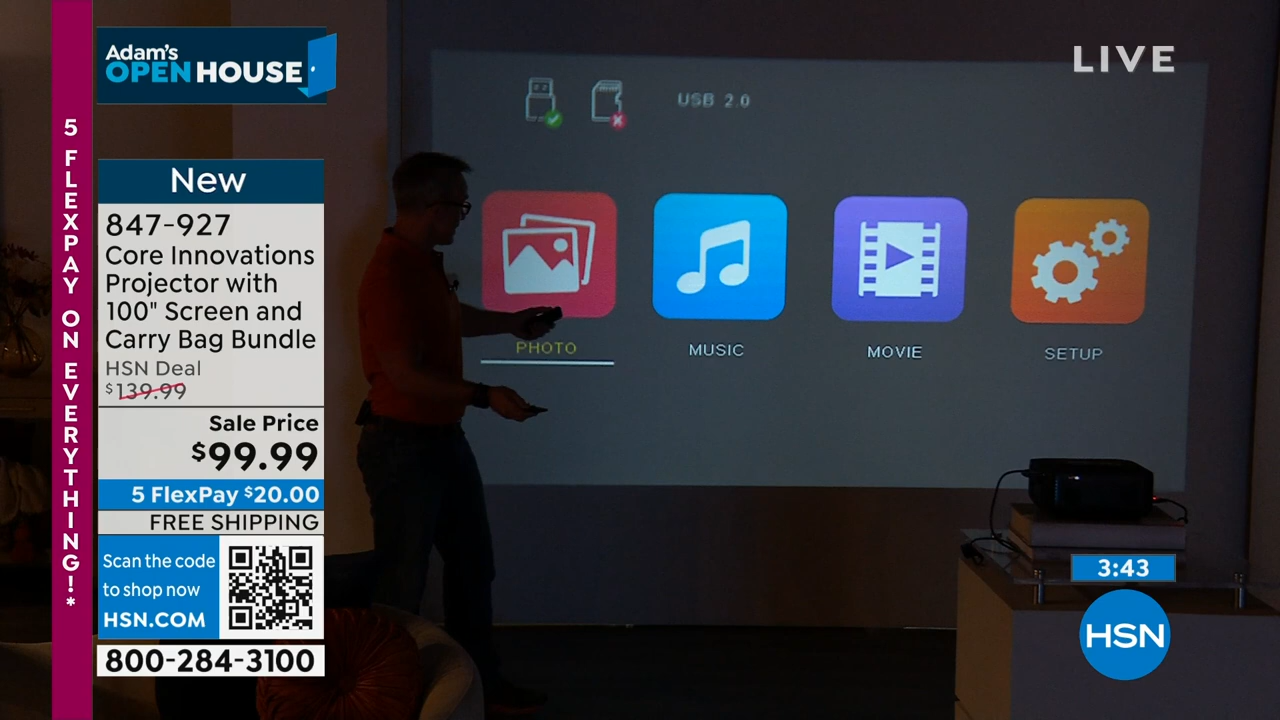 5 FLEXPAY ON EVERYTHING!*
Adam's
OPEN HOUSE
New
847-927
Core Innovations
Projector with
100" Screen and
Carry Bag Bundle
HSN Deal
$139.99
Sale Price
$99.99
5 FlexPay $20.00
FREE SHIPPING
Scan the code
to shop now
HSN.COM
800-284-3100
LIVE
USB 2.0
PHOTO
MUSIC
MOVIE
SETUP
3:43
HSN